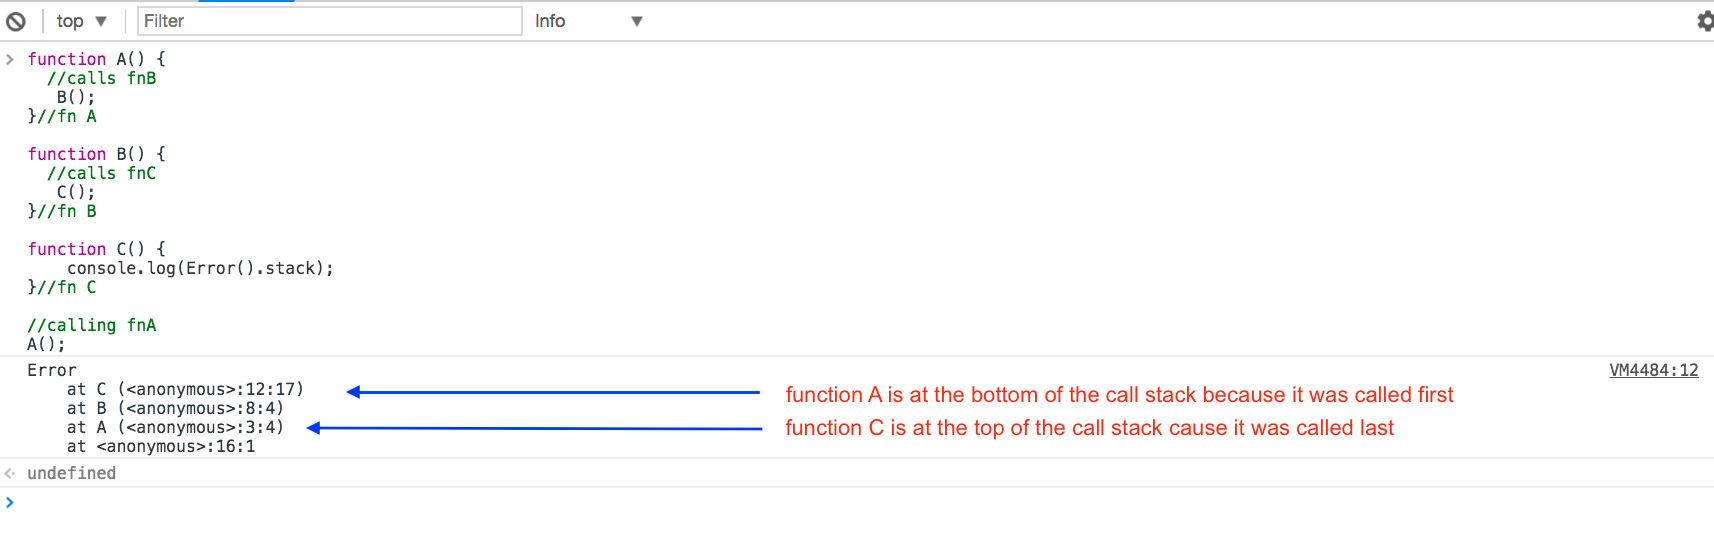 top ▼ Filter Info ▼
function A() {
  //calls fnB
   B();
}//fn A
function B() {
  //calls fnC
   C();
}//fn B
function C() {
    console.log(Error().stack);
}//fn C
//calling fnA
A();
Error VM4484:12
    at C (<anonymous>:12:17) function A is at the bottom of the call stack because it was called first
    at B (<anonymous>:8:4)
    at A (<anonymous>:3:4) function C is at the top of the call stack cause it was called last
    at <anonymous>:16:1
undefined